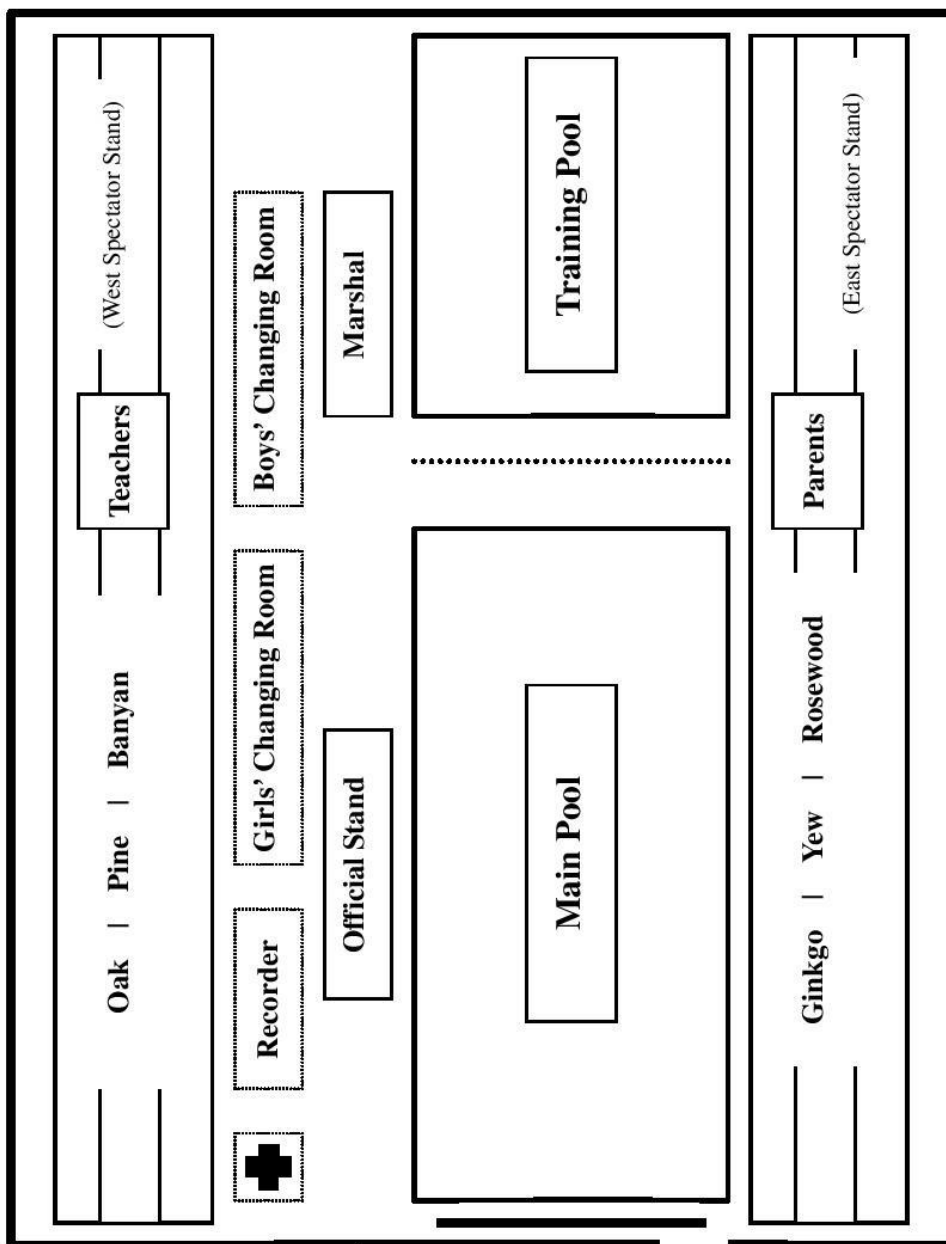 (West Spectator Stand)
Teachers
Oak | Pine | Banyan
Boys' Changing Room
Girls' Changing Room
Recorder
Marshal
Official Stand
Training Pool
Main Pool
(East Spectator Stand)
Parents
Ginkgo | Yew | Rosewood